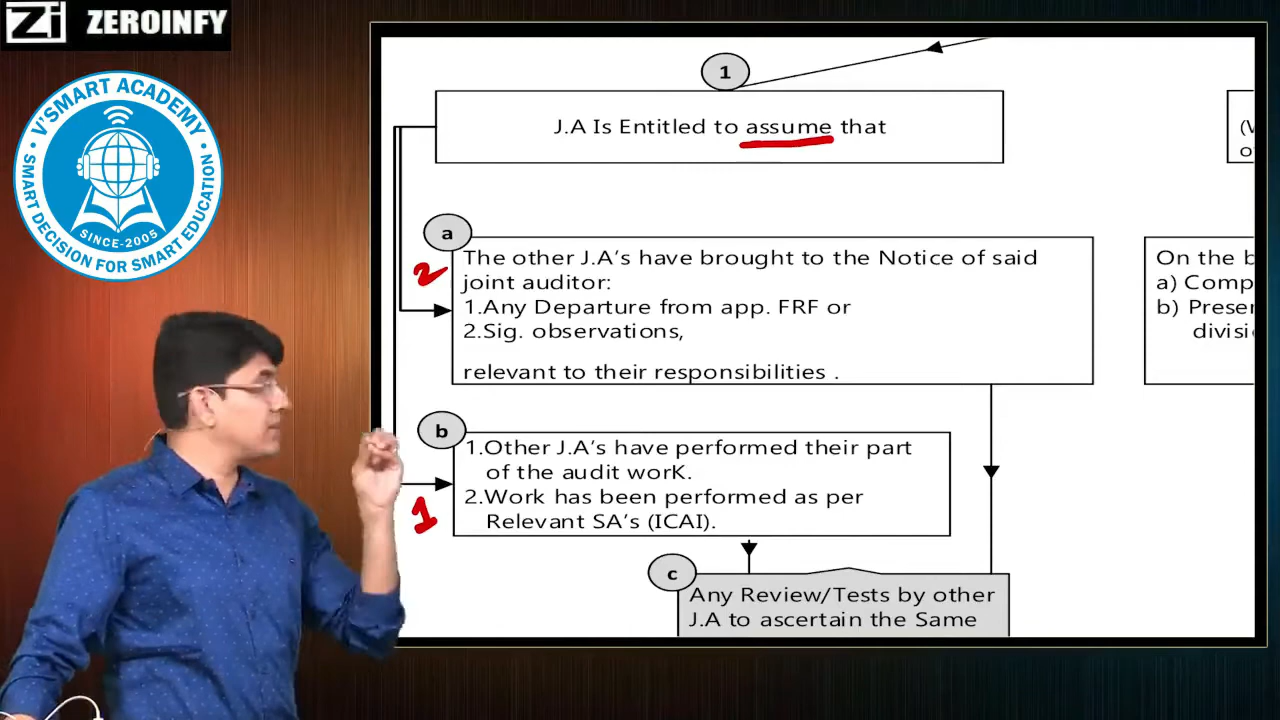 Zi ZEROINFY
V'SMART ACADEMY
SMART DECISION FOR SMART EDUCATION
SINCE-2005
1
J.A Is Entitled to assume that
a
2
The other J.A's have brought to the Notice of said
joint auditor:
1.Any Departure from app. FRF or
2.Sig. observations,
relevant to their responsibilities .
b
1
1.Other J.A's have performed their part
of the audit worK.
2.Work has been performed as per
Relevant SA's (ICAI).
c
Any Review/Tests by other
J.A to ascertain the Same
On the b
a) Comp
b) Preser
divisi